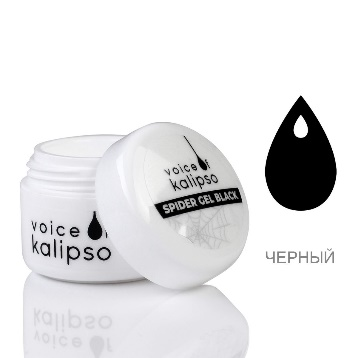 voice of
kalipso
SPIDER GEL BLACK
voice of
kalipso
ЧЕРНЫЙ